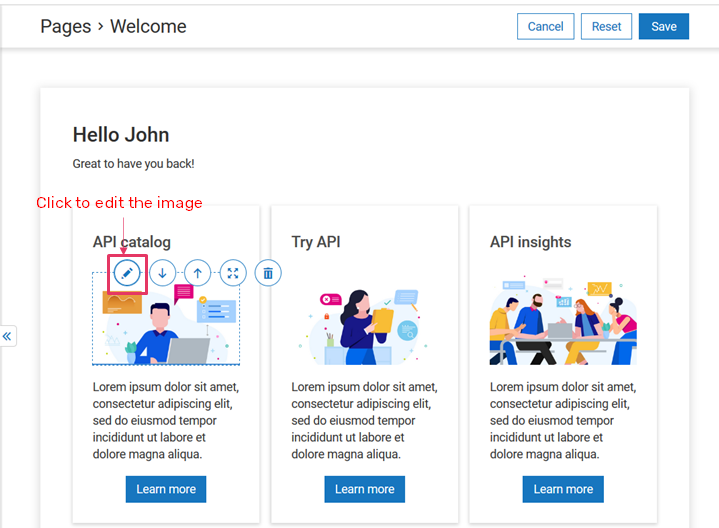 Pages › Welcome
Cancel
Reset
Save
Hello John
Great to have you back!
Click to edit the image
API catalog
Lorem ipsum dolor sit amet,
consectetur adipiscing elit,
sed do eiusmod tempor
incididunt ut labore et
dolore magna aliqua.
Learn more
Try API
Lorem ipsum dolor sit amet,
consectetur adipiscing elit,
sed do eiusmod tempor
incididunt ut labore et
dolore magna aliqua.
Learn more
API insights
Lorem ipsum dolor sit amet,
consectetur adipiscing elit,
sed do eiusmod tempor
incididunt ut labore et
dolore magna aliqua.
Learn more